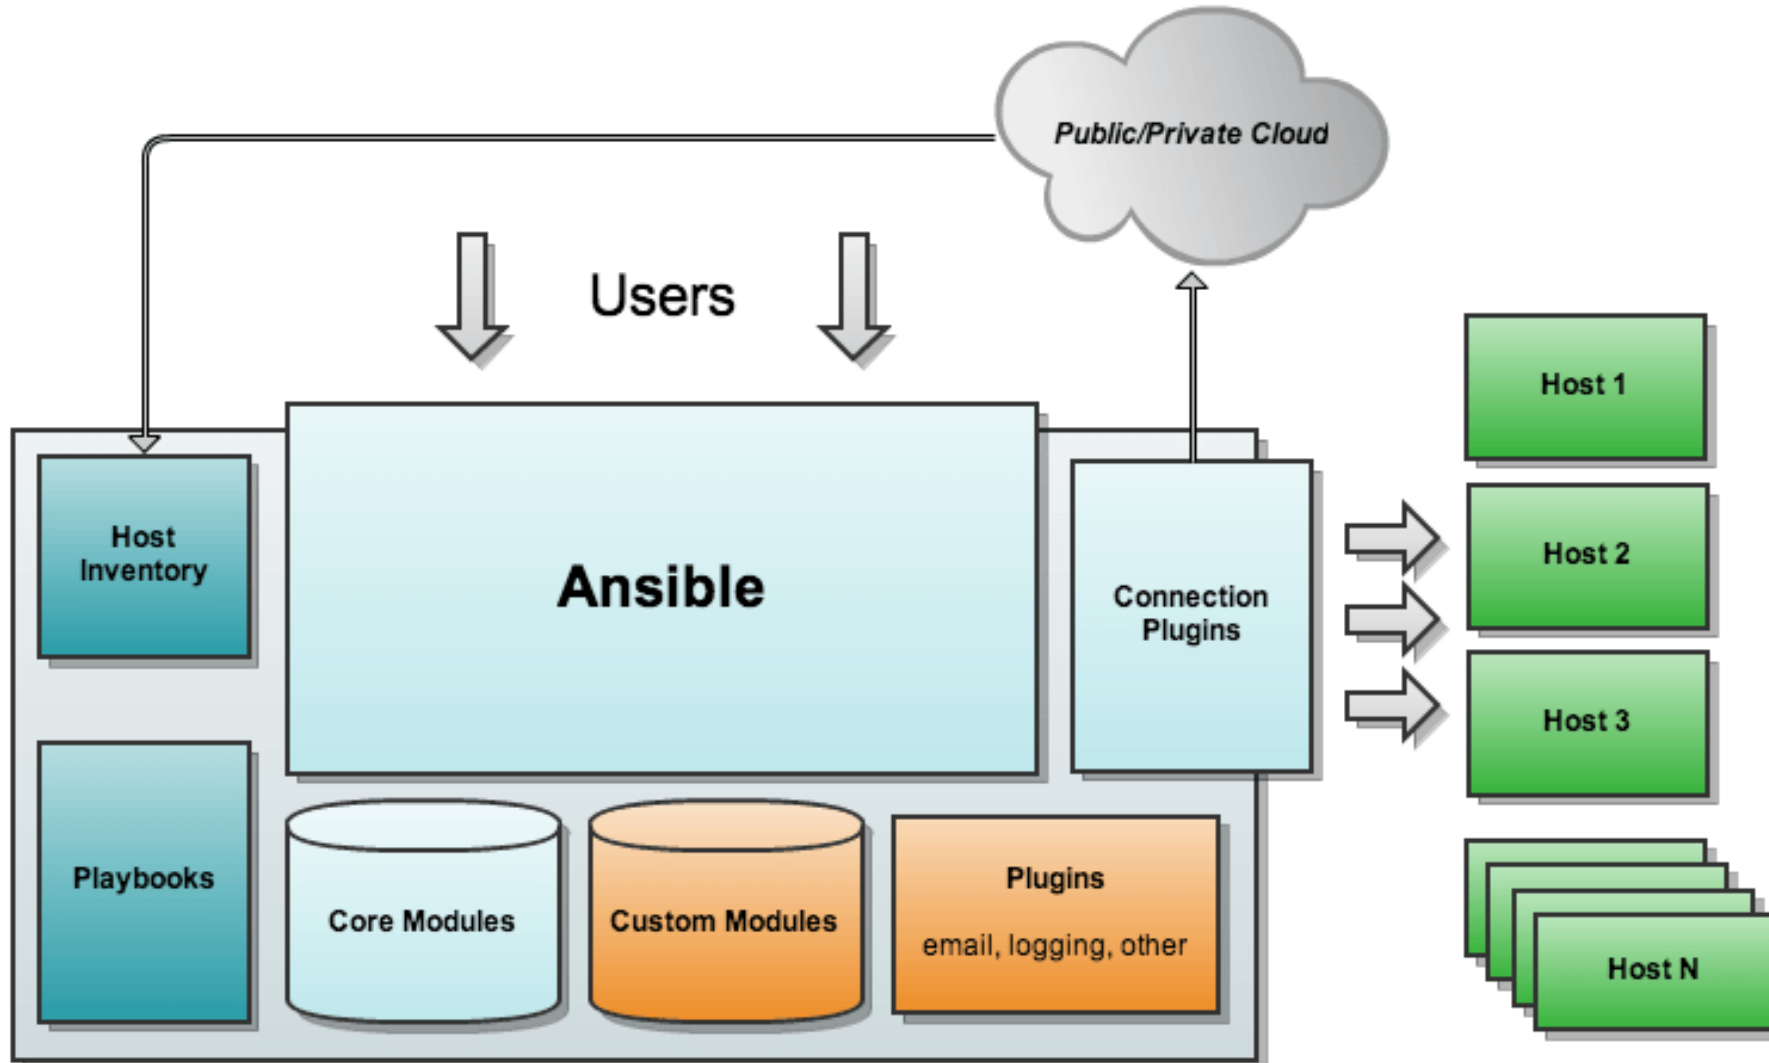 Public/Private Cloud
Users
Host 1
Host
Inventory
Ansible
Connection
Plugins
Host 2
Host 3
Playbooks
Core Modules
Custom Modules
Plugins
email, logging, other
Host N